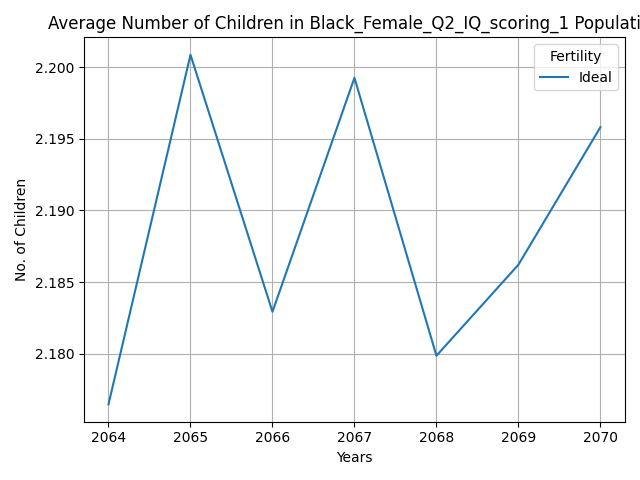 Average Number of Children in Black_Female_Q2_IQ_scoring_1 Populati
Fertility
Ideal
No. of Children
2.200
2.195
2.190
2.185
2.180
2064 2065 2066 2067 2068 2069 2070
Years